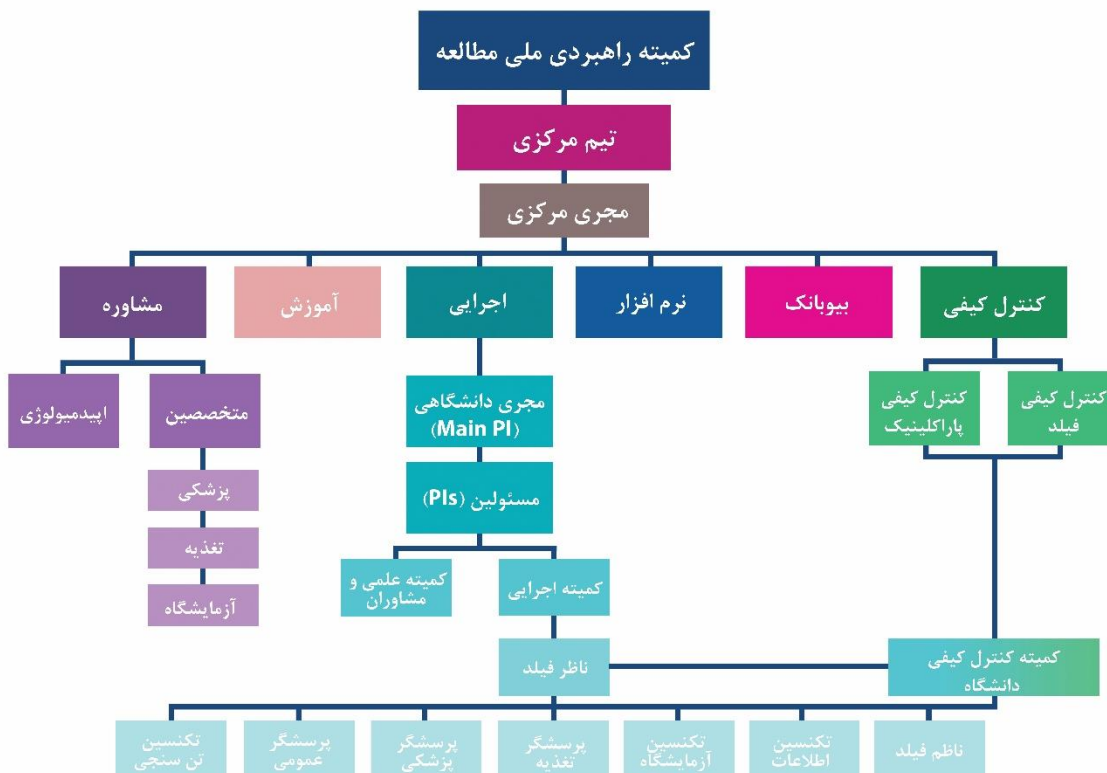 کمیته راهبردی ملی مطالعه
تیم مرکزی
مجری مرکزی
کنترل کیفی
بیوبانک
نرم افزار
اجرایی
آموزش
مشاوره
کنترل کیفی
فیلد
کنترل کیفی
پاراکلینیک
مجری دانشگاهی
(Main PI)
متخصصین
اپیدمیولوژی
مسئولین (PIs)
پزشکی
تغذیه
آزمایشگاه
کمیته اجرایی
کمیته علمی و
مشاوران
کمیته کنترل کیفی
دانشگاه
ناظر فیلد
ناظم فیلد
تکنسین
اطلاعات
تکنسین
آزمایشگاه
پرسشگر
تغذیه
پرسشگر
پزشکی
پرسشگر
عمومی
تکنسین
تن سنجی